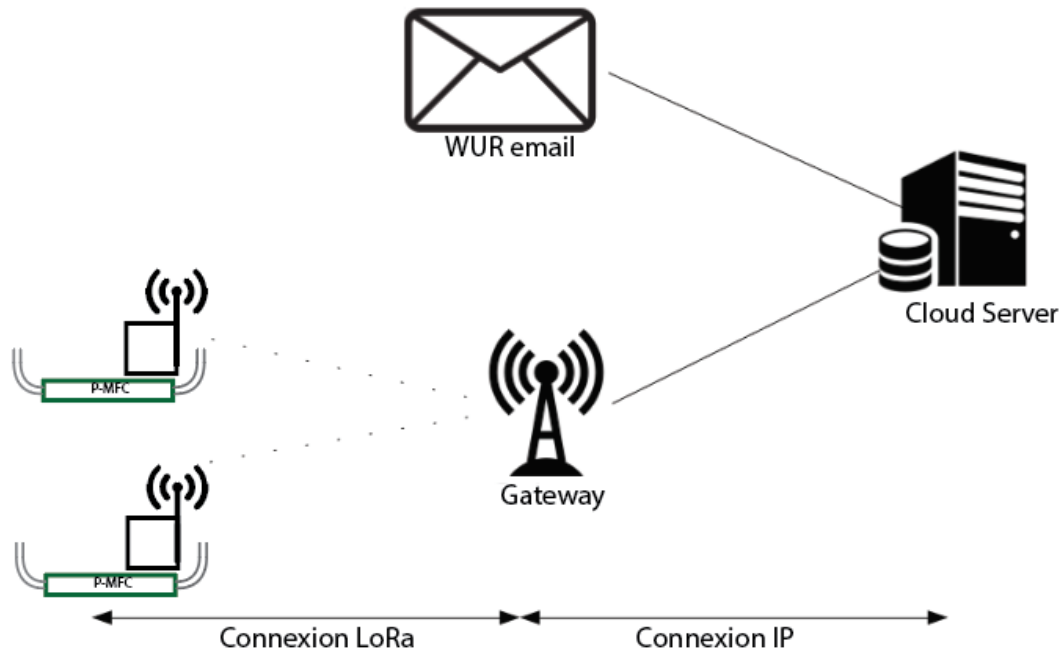 WUR email
Cloud Server
P-MFC
Gateway
P-MFC
Connexion LoRa
Connexion IP